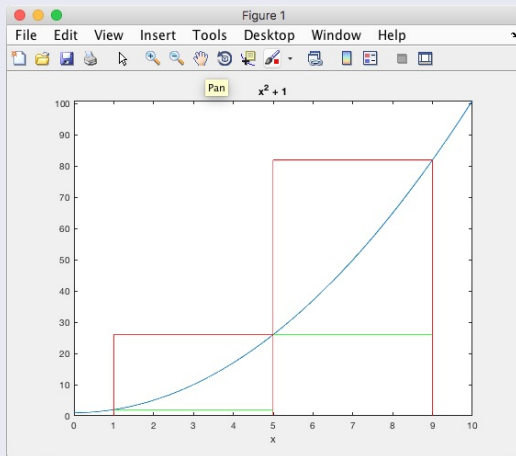 Figure 1
File Edit View Insert Tools Desktop Window Help
Pan
x² + 1
100
90
80
70
60
50
40
30
20
10
0
0 1 2 3 4 5 6 7 8 9 10
x